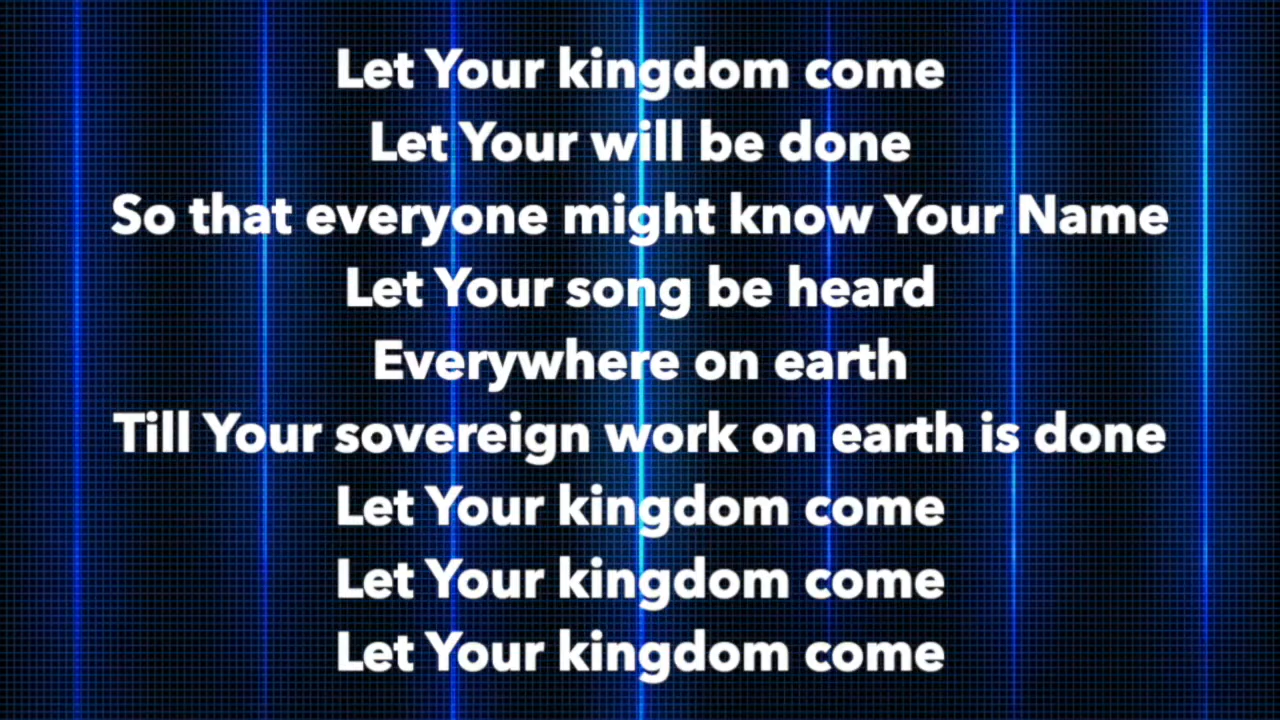 Let Your kingdom come
Let Your will be done
So that everyone might know Your Name
Let Your song be heard
Everywhere on earth
Till Your sovereign work on earth is done
Let Your kingdom come
Let Your kingdom come
Let Your kingdom come